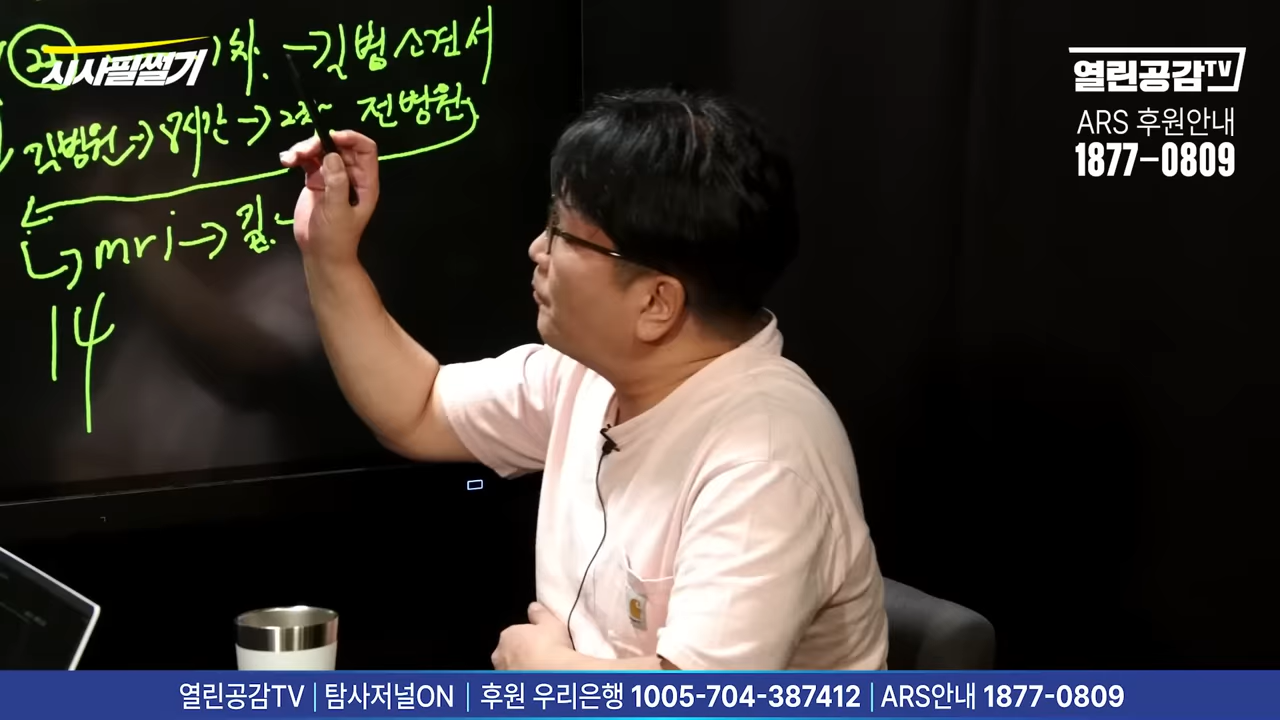 시사필썰기
1차. → 길병소견서
길병원 → 8시간 → 2차~ 전병원
↳ mri → 길.
14
열린공감TV
ARS 후원안내
1877-0809
열린공감TV | 탐사저널ON | 후원 우리은행 1005-704-387412 | ARS안내 1877-0809